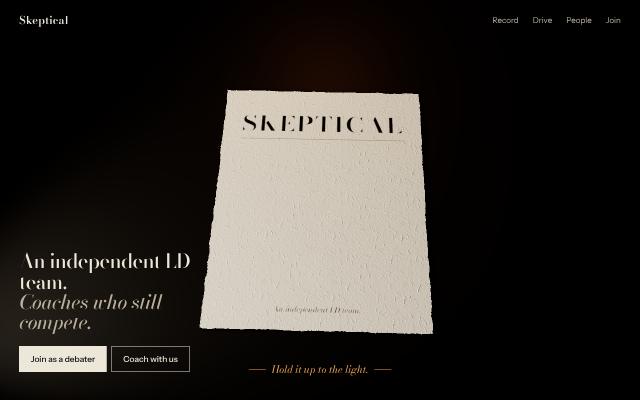 Skeptical
Record Drive People Join
SKEPTICAL
An independent LD team.
An independent LD
team.
Coaches who still
compete.
Join as a debater Coach with us
Hold it up to the light.